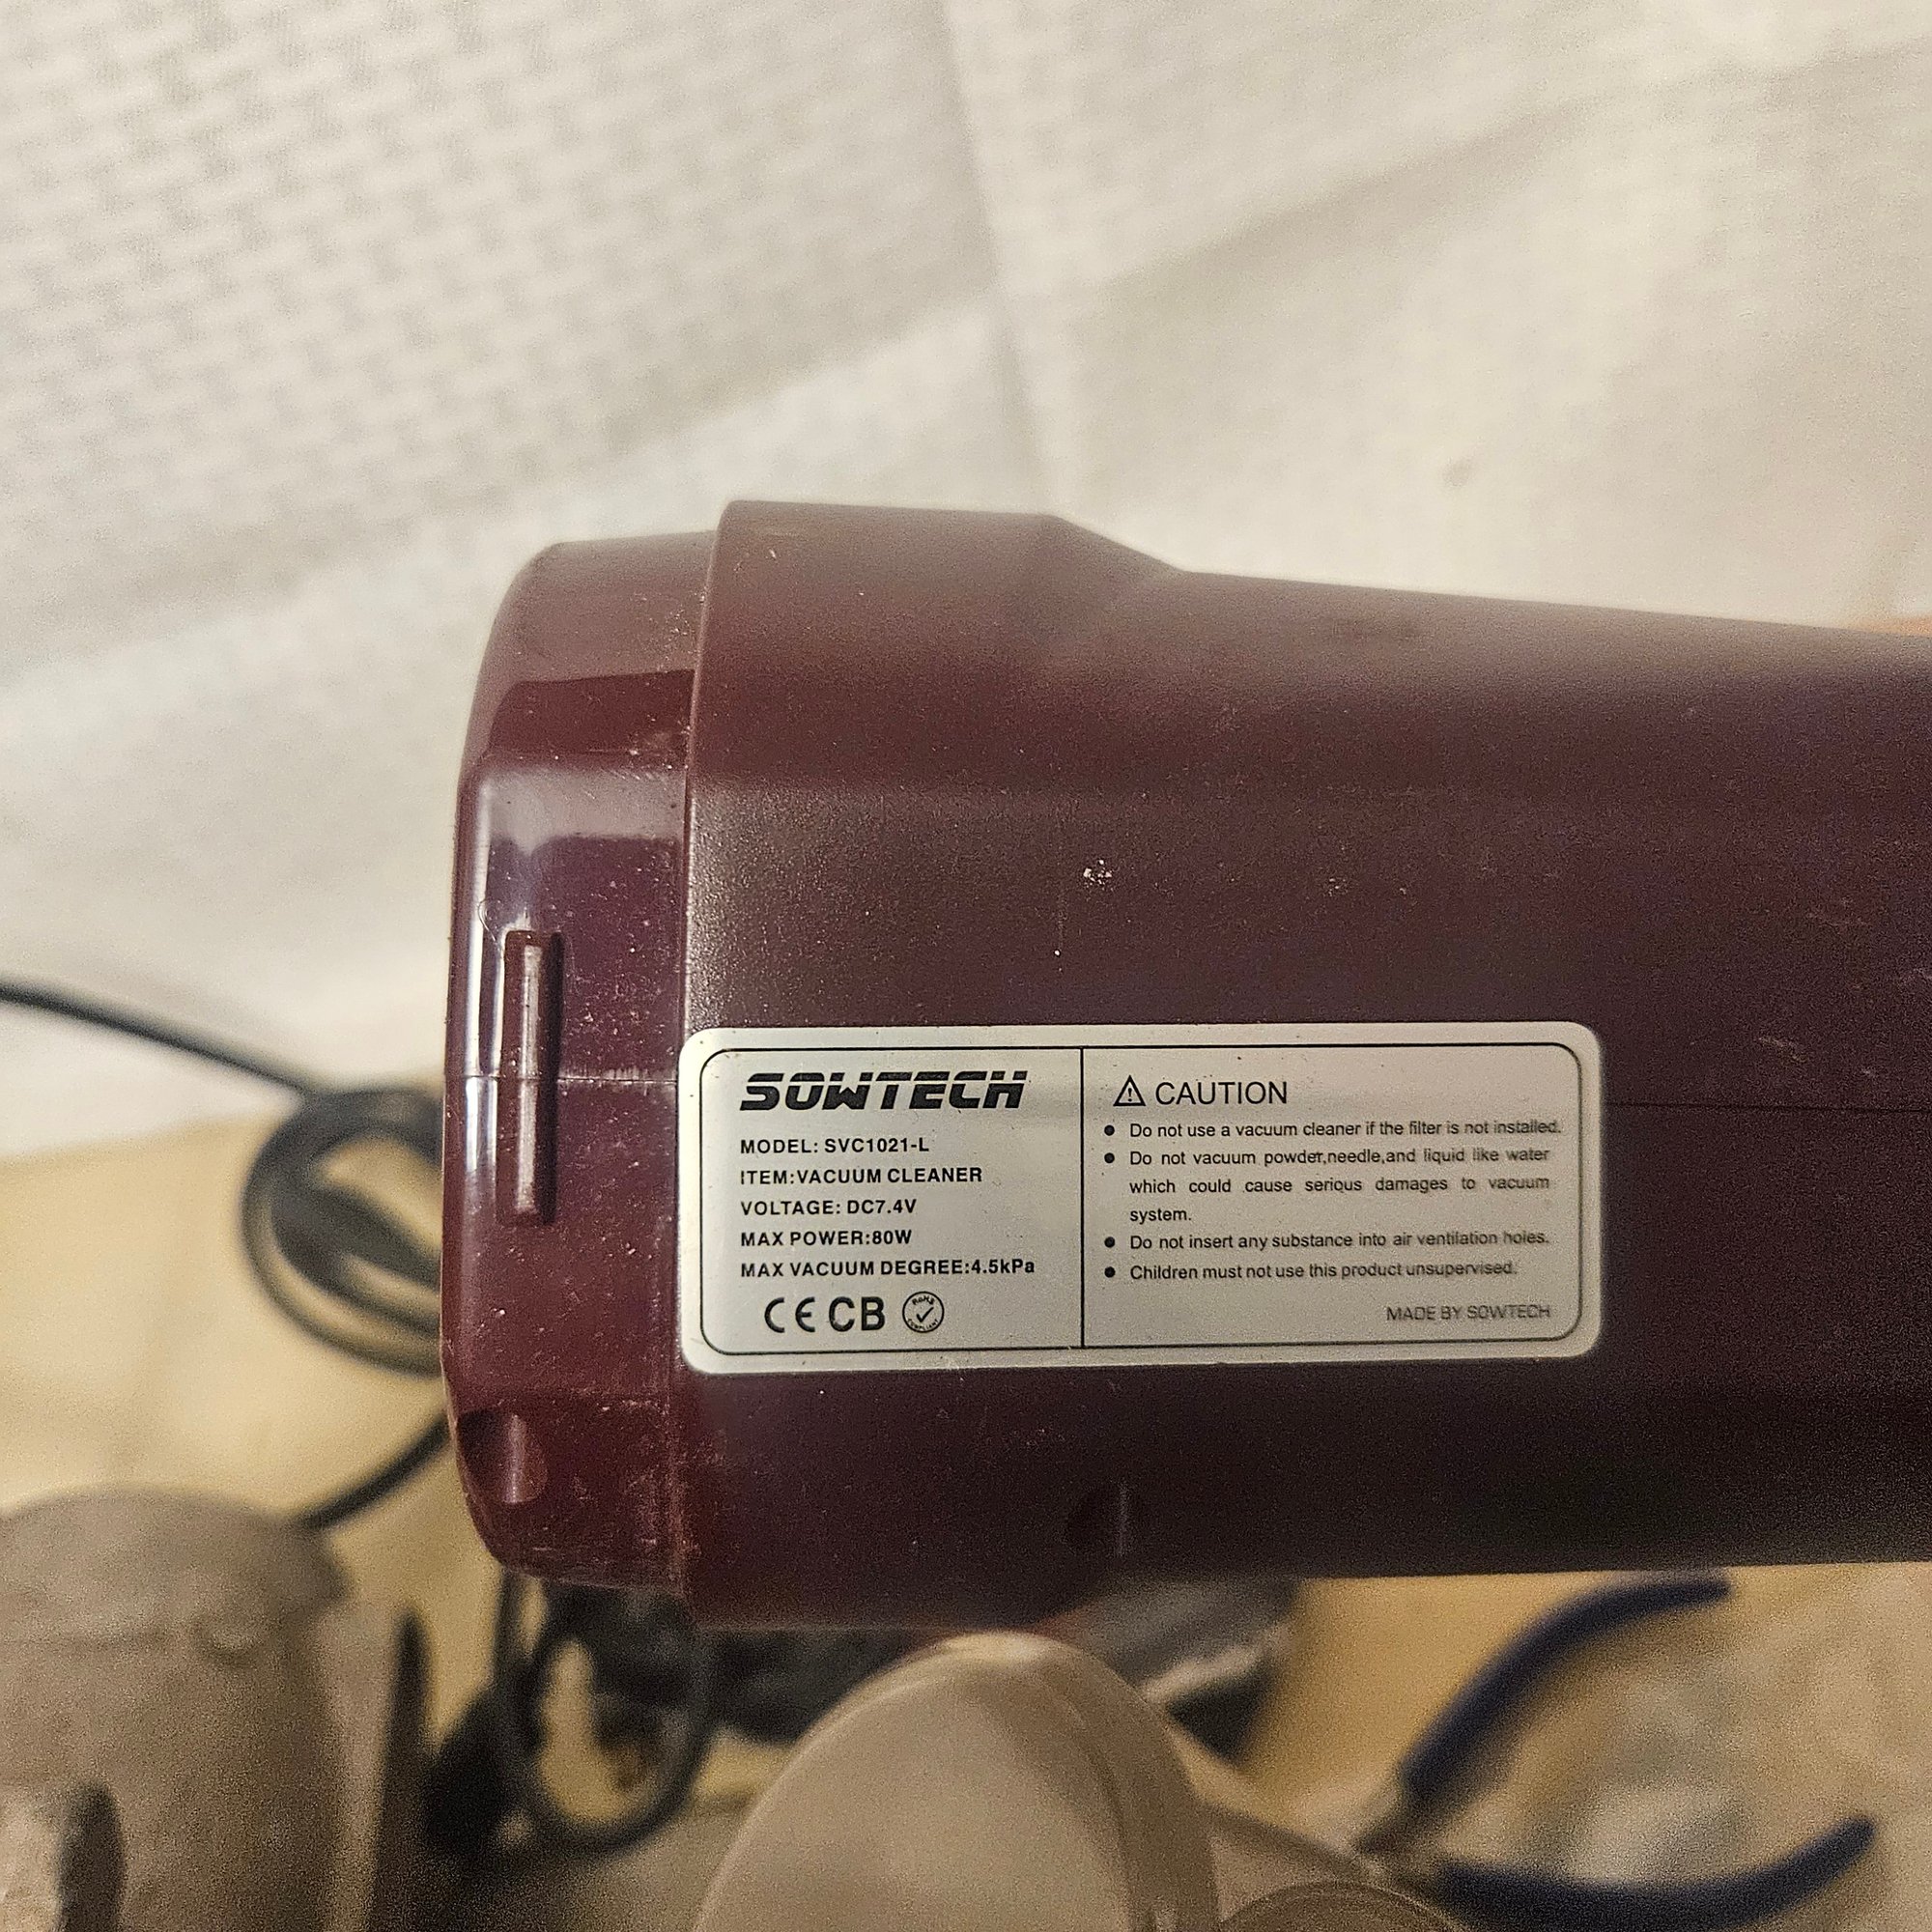 SOWTECH
MODEL: SVC1021-L
ITEM:VACUUM CLEANER
VOLTAGE: DC7.4V
MAX POWER:80W
MAX VACUUM DEGREE:4.5kPa
CE CB RoHS COMPLIANT
CAUTION
Do not use a vacuum cleaner if the filter is not installed.
Do not vacuum powder,needle,and liquid like water
which could cause serious damages to vacuum
system.
Do not insert any substance into air ventilation holes.
Children must not use this product unsupervised.
MADE BY SOWTECH